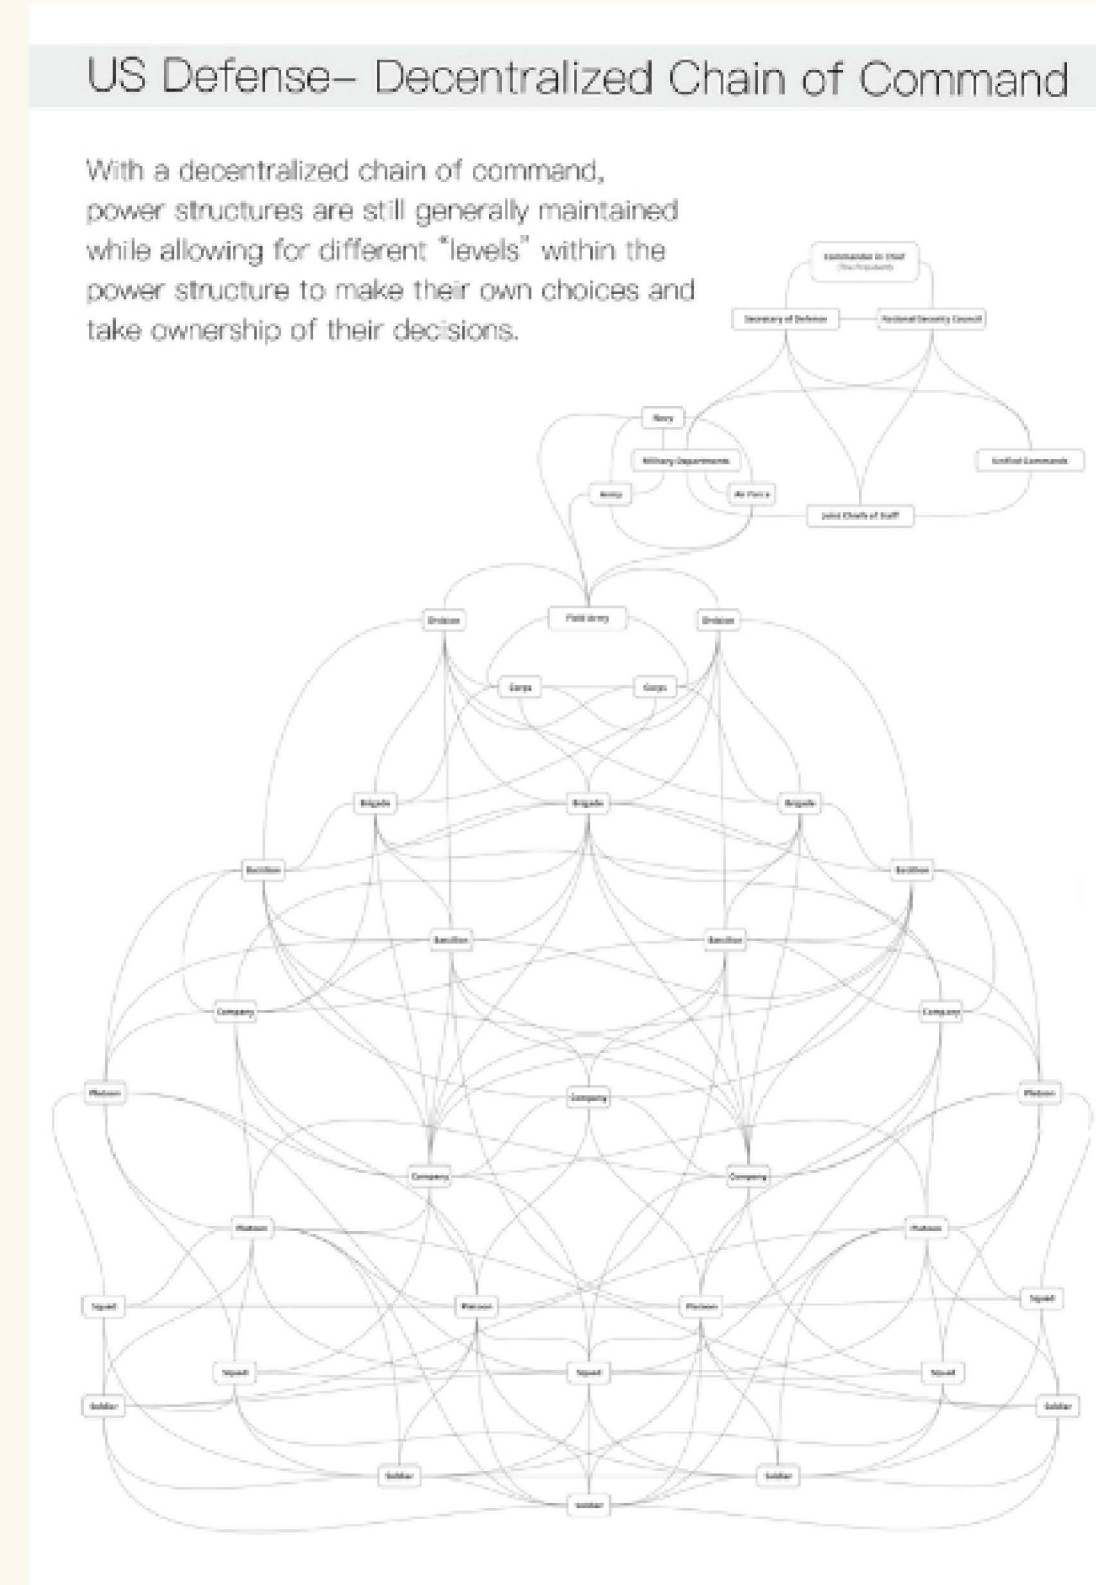 US Defense– Decentralized Chain of Command
With a decentralized chain of command,
power structures are still generally maintained
while allowing for different "levels" within the
power structure to make their own choices and
take ownership of their decisions.
Commander in Chief
(The President)
Secretary of Defense
National Security Council
Navy
Military Departments
Unified Commands
Army
Air Force
Joint Chiefs of Staff
Division
Field Army
Division
Corps
Corps
Brigade
Brigade
Brigade
Battalion
Battalion
Battalion
Battalion
Company
Company
Platoon
Company
Platoon
Company
Company
Platoon
Platoon
Squad
Platoon
Platoon
Squad
Squad
Squad
Squad
Soldier
Soldier
Soldier
Soldier
Soldier